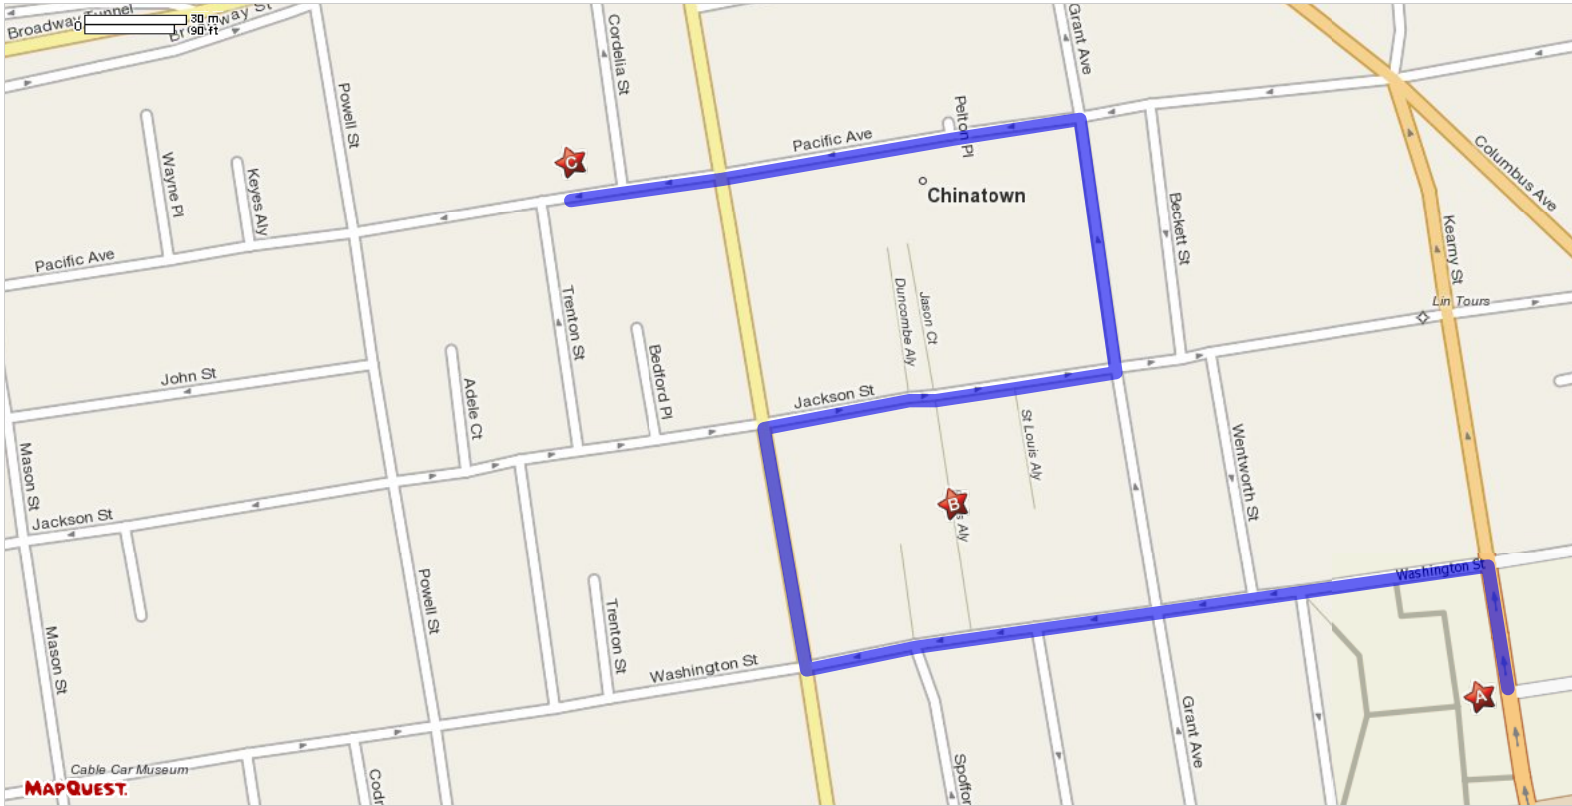 Broadway Tunnel
0
30 m
90 ft
Cordelia St
Grant Ave
Powell St
Pelton Pl
Pacific Ave
Columbus Ave
Wayne Pl
Keyes Aly
C
Chinatown
Beckett St
Kearny St
Pacific Ave
Trenton St
Duncombe Aly
Jason Ct
Lin Tours
John St
Adele Ct
Bedford Pl
Jackson St
St Louis Aly
Wentworth St
Mason St
Jackson St
B
Aly
Washington St
Powell St
Trenton St
Mason St
Washington St
A
Grant Ave
Cable Car Museum
MAPQUEST.